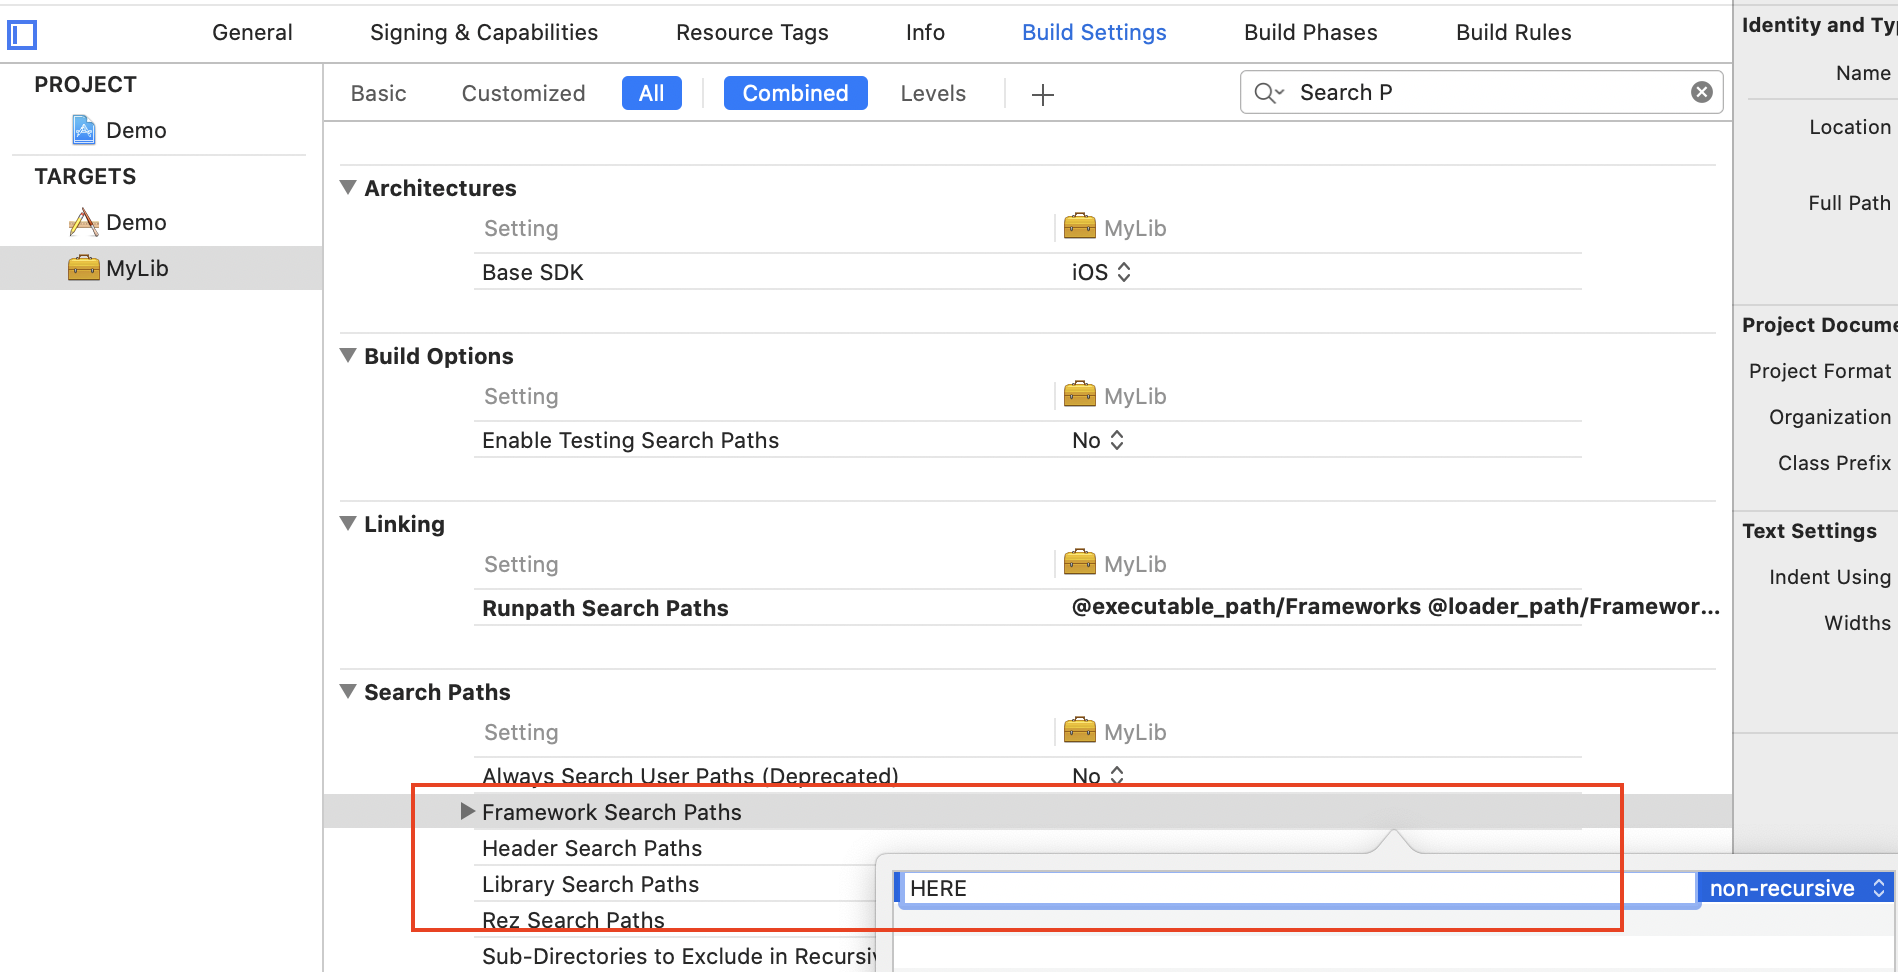 General Signing & Capabilities Resource Tags Info Build Settings Build Phases Build Rules
PROJECT
Demo
TARGETS
Demo
MyLib
Basic Customized All Combined Levels
Search P
Architectures
Setting MyLib
Base SDK iOS
Build Options
Setting MyLib
Enable Testing Search Paths No
Linking
Setting MyLib
Runpath Search Paths @executable_path/Frameworks @loader_path/Framewor...
Search Paths
Setting MyLib
Always Search User Paths (Deprecated) No
Framework Search Paths
Header Search Paths
Library Search Paths
Rez Search Paths
Sub-Directories to Exclude in Recursiv
HERE non-recursive
Identity and Typ
Name
Location
Full Path
Project Docume
Project Format
Organization
Class Prefix
Text Settings
Indent Using
Widths